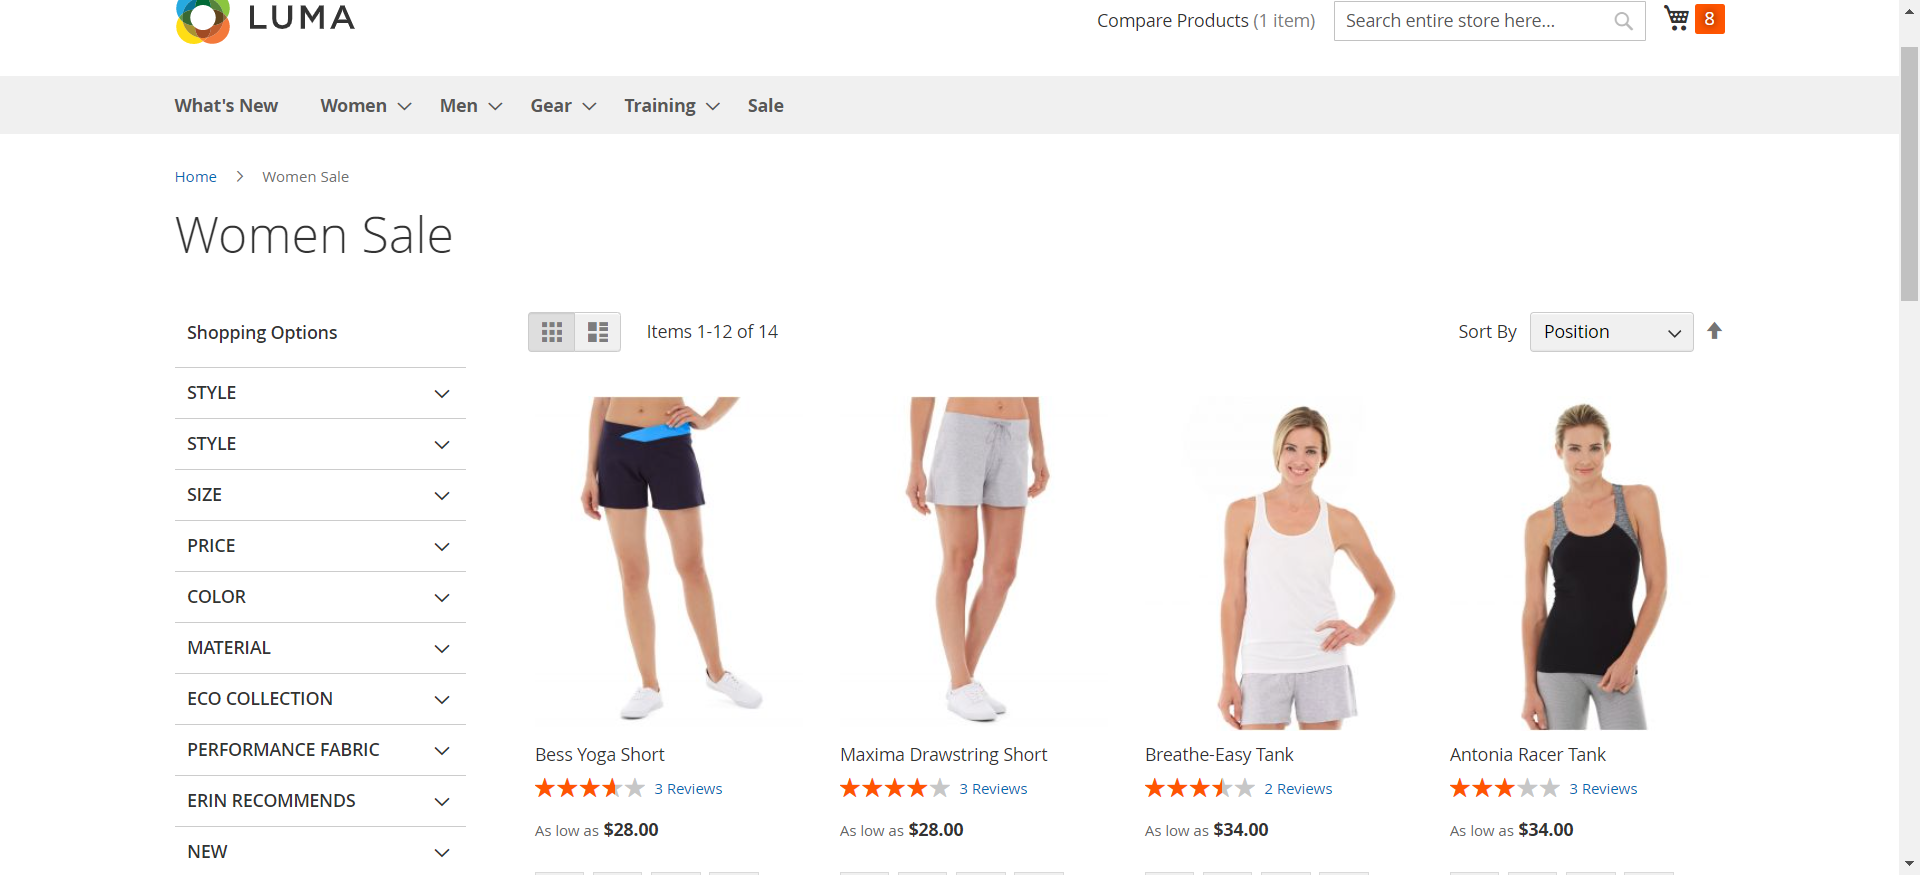 LUMA
Compare Products (1 item)
Search entire store here...
8
What's New
Women
Men
Gear
Training
Sale
Home
Women Sale
Women Sale
Shopping Options
STYLE
STYLE
SIZE
PRICE
COLOR
MATERIAL
ECO COLLECTION
PERFORMANCE FABRIC
ERIN RECOMMENDS
NEW
Items 1-12 of 14
Sort By
Position
Bess Yoga Short
3 Reviews
As low as $28.00
Maxima Drawstring Short
3 Reviews
As low as $28.00
Breathe-Easy Tank
2 Reviews
As low as $34.00
Antonia Racer Tank
3 Reviews
As low as $34.00